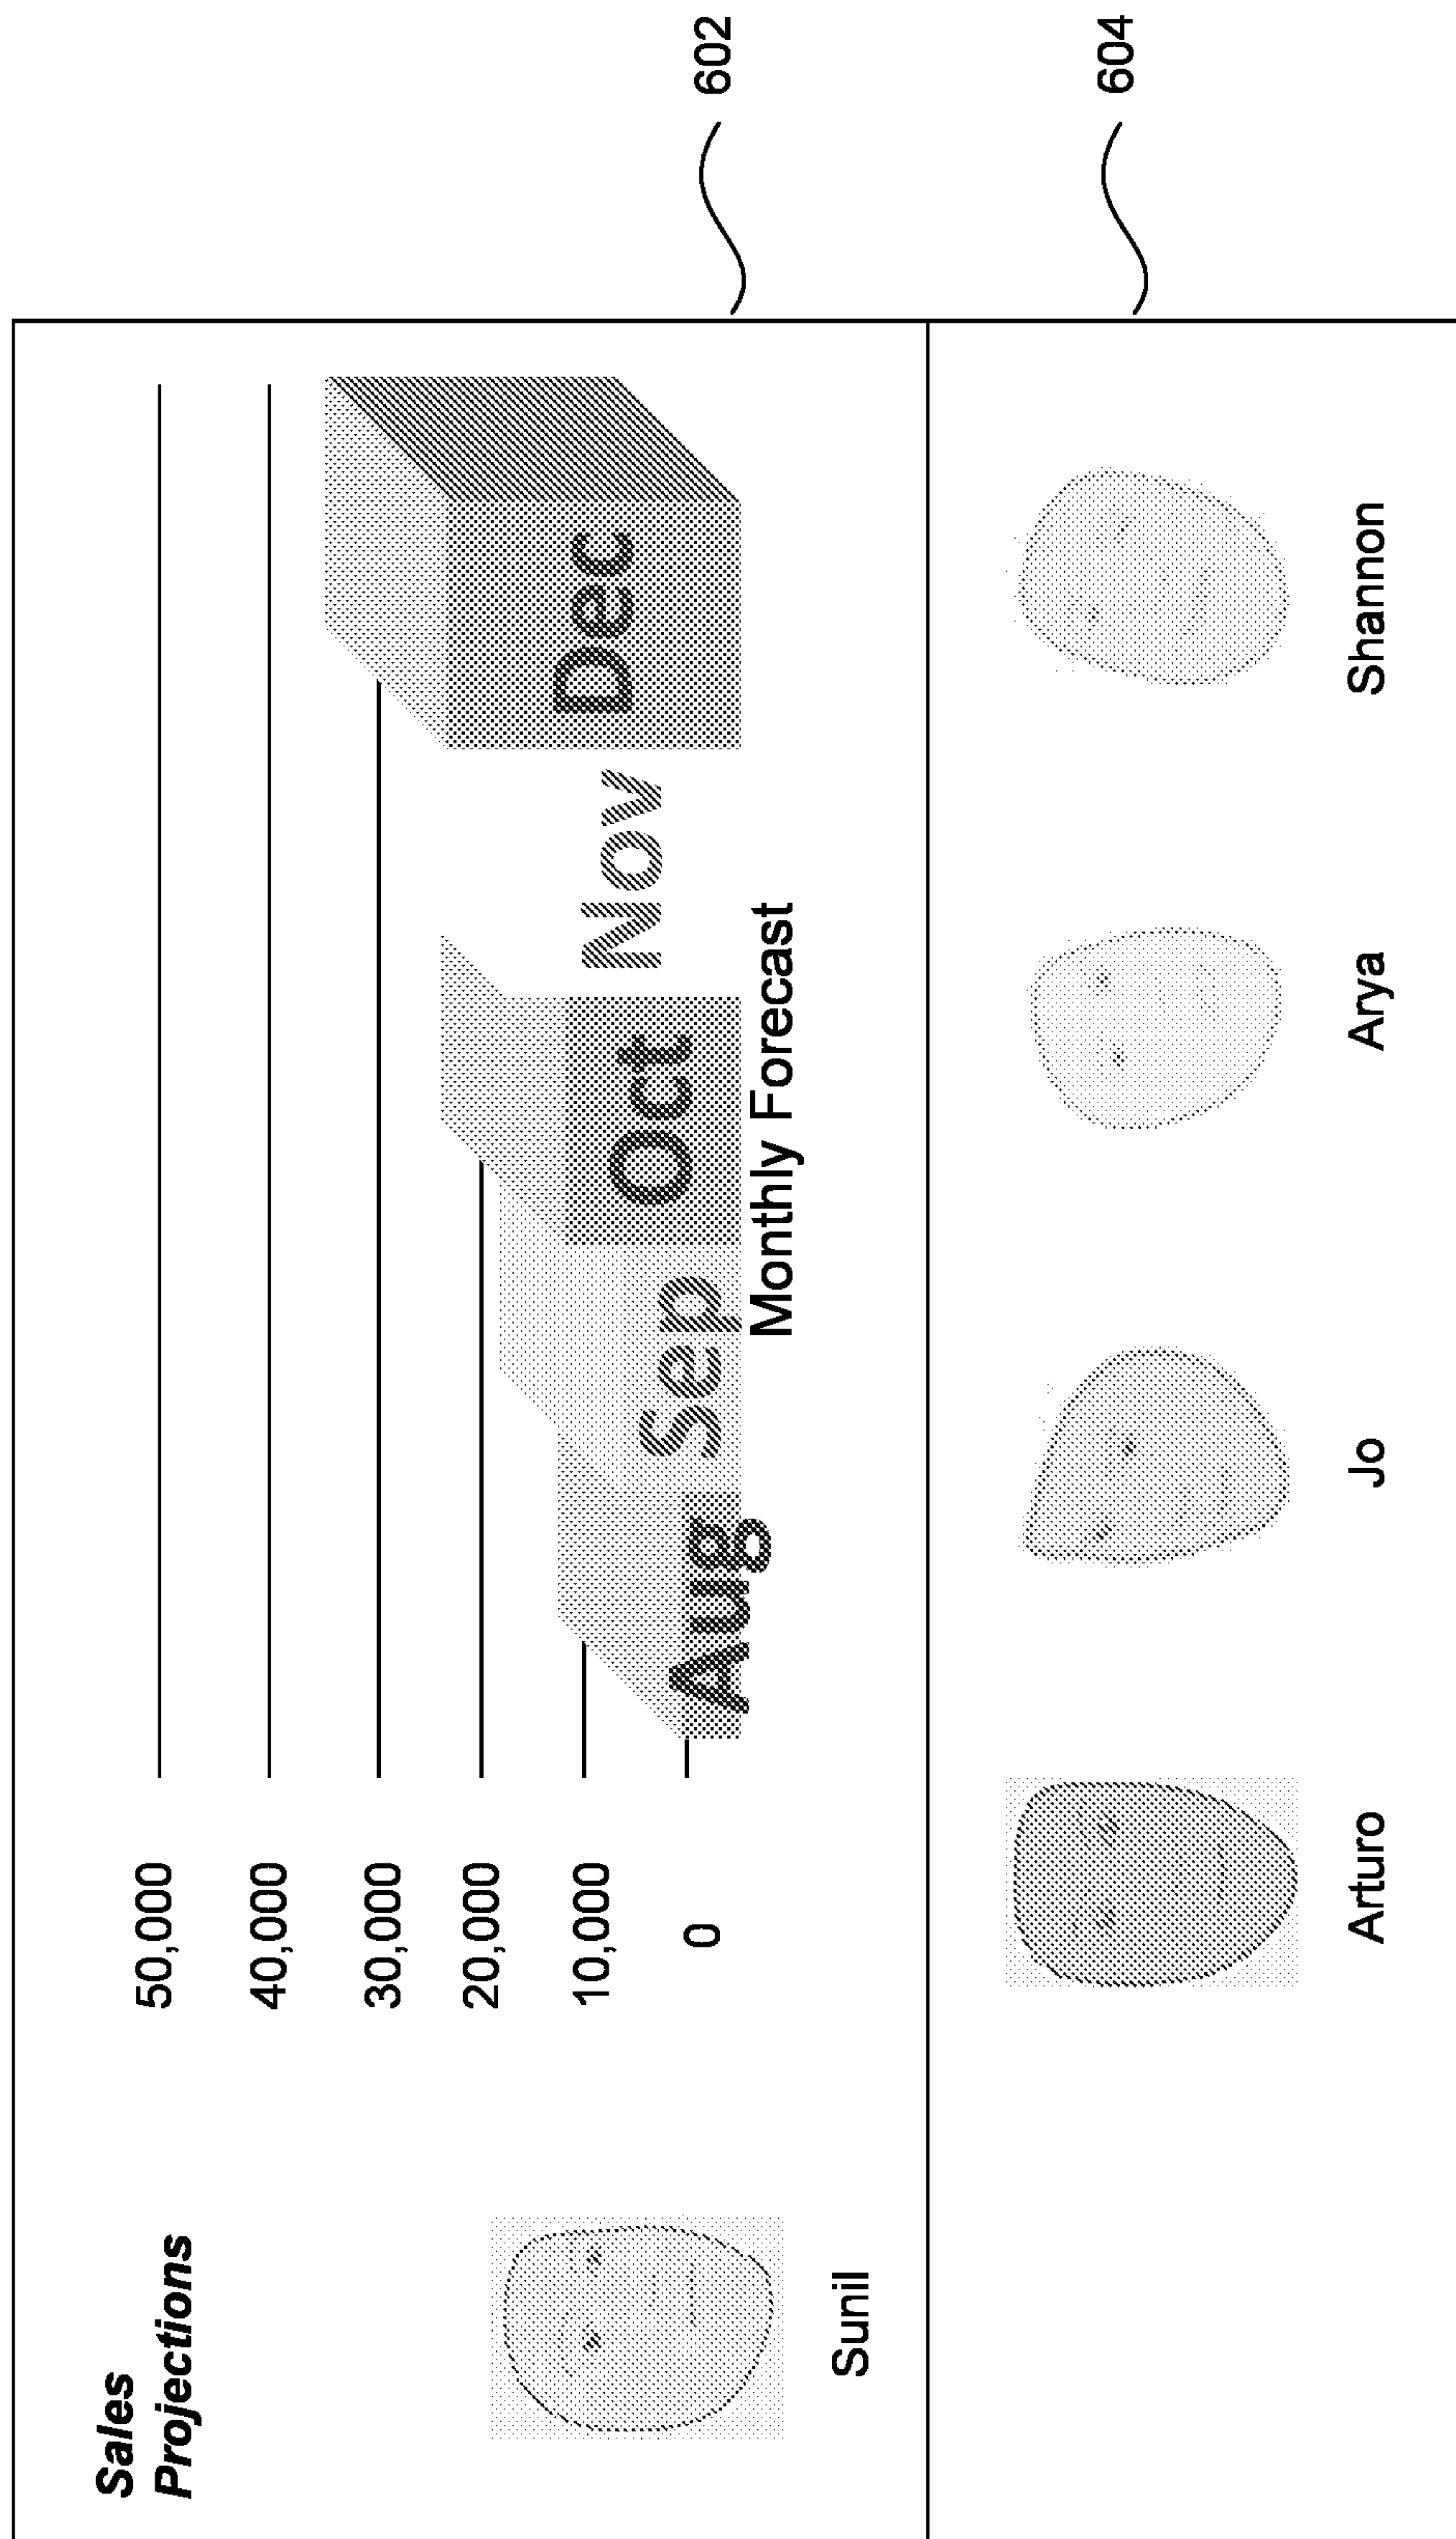 Sales
Projections
50,000
40,000
30,000
20,000
10,000
0
Aug Sep Oct Nov Dec
Monthly Forecast
602
Sunil
604
Arturo Jo Arya Shannon